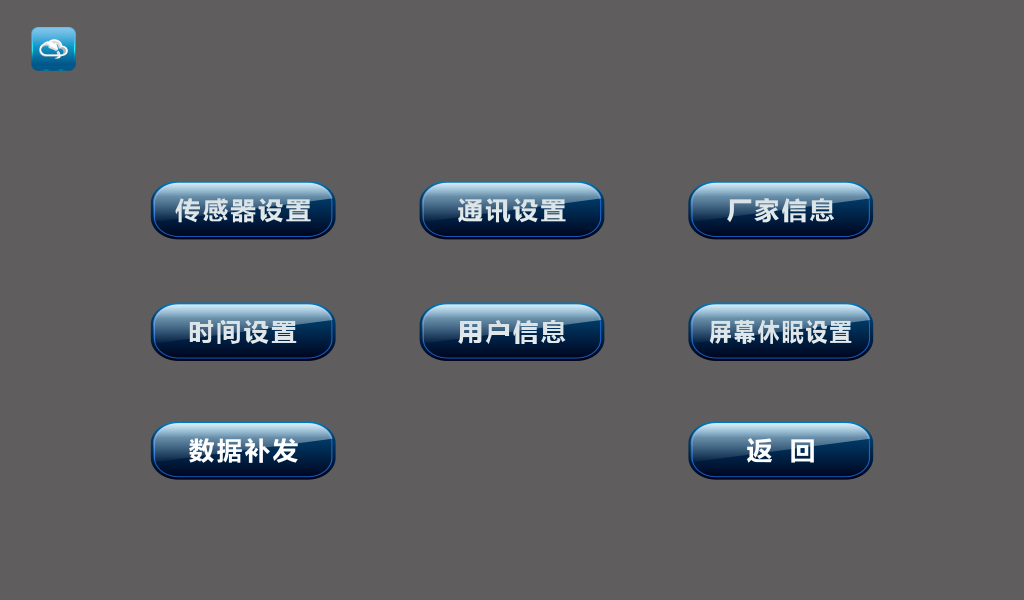 传感器设置
通讯设置
厂家信息
时间设置
用户信息
屏幕休眠设置
数据补发
返 回